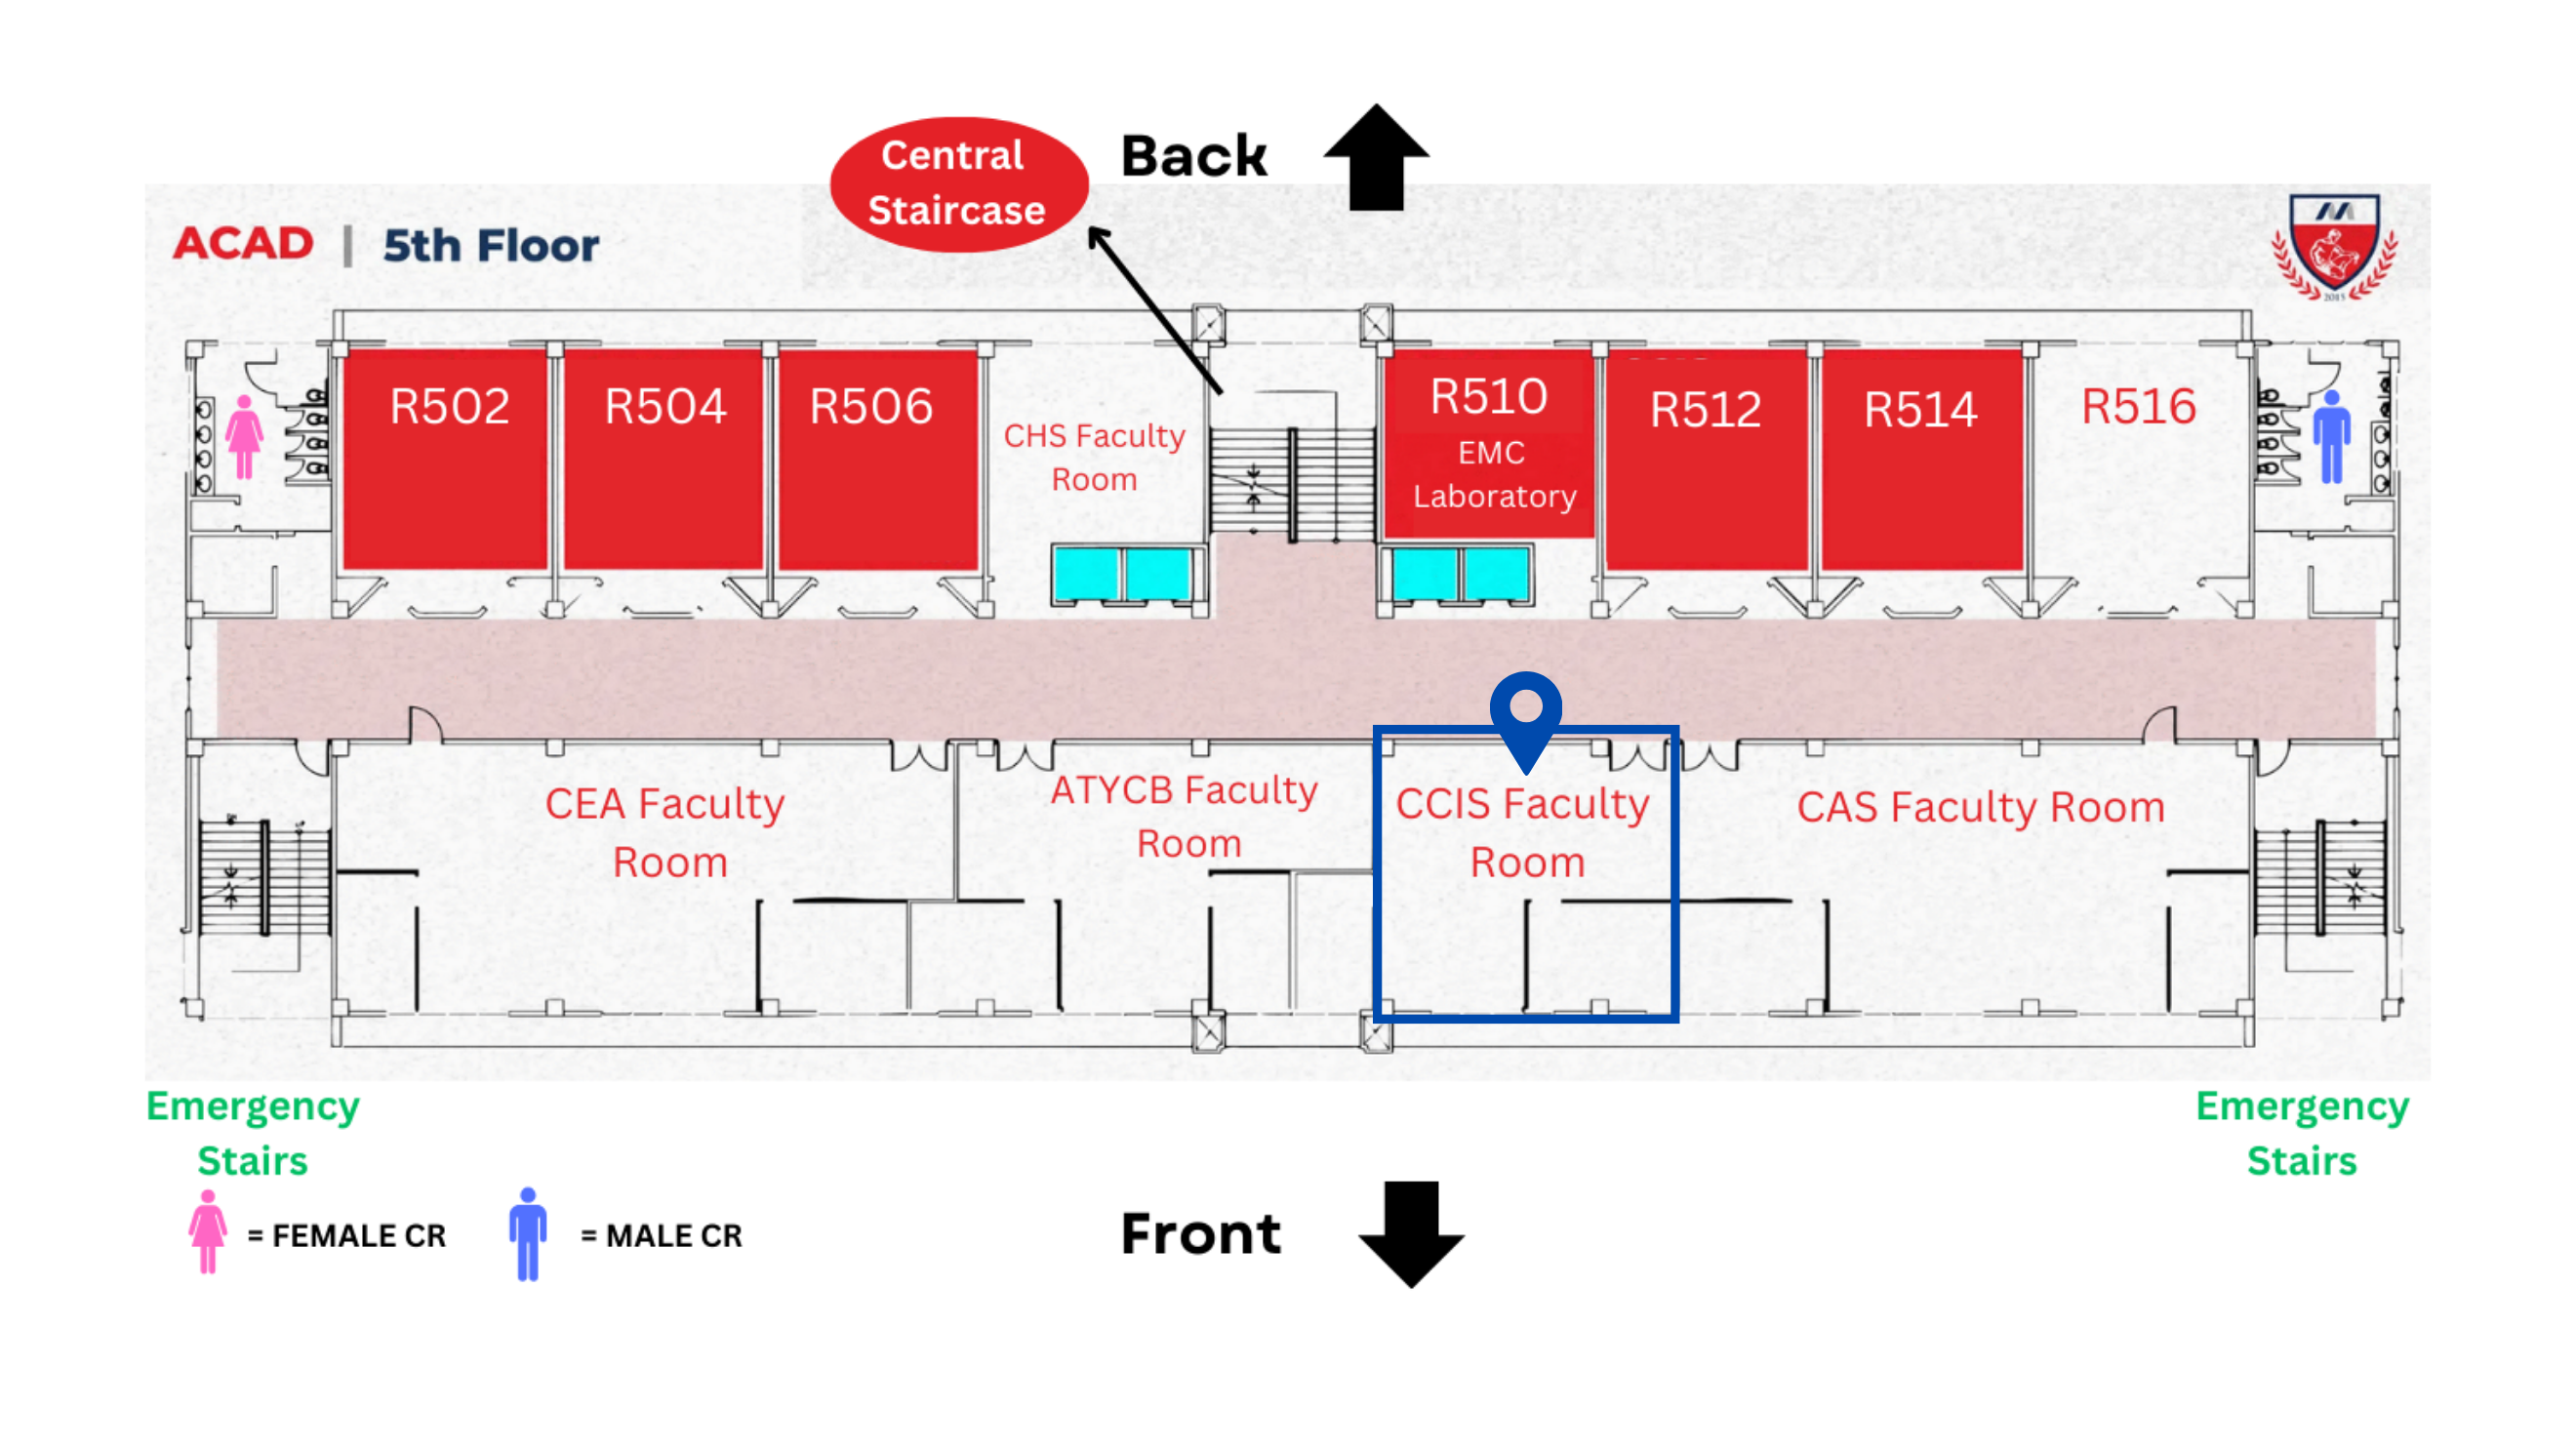 Central
Staircase
Back
ACAD | 5th Floor
2015
R502
R504
R506
CHS Faculty
Room
R510
EMC
Laboratory
R512
R514
R516
CEA Faculty
Room
ATYCB Faculty
Room
CCIS Faculty
Room
CAS Faculty Room
Emergency
Stairs
Emergency
Stairs
= FEMALE CR
= MALE CR
Front